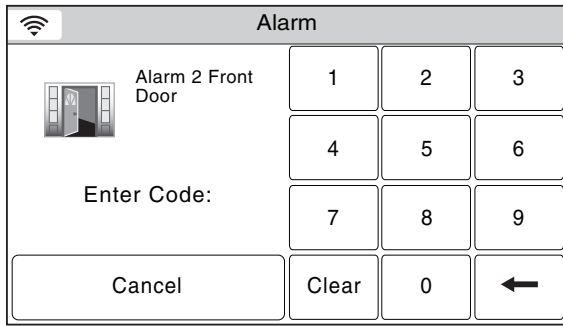 Alarm
Alarm 2 Front
Door
Enter Code:
1 2 3
4 5 6
7 8 9
Cancel Clear 0